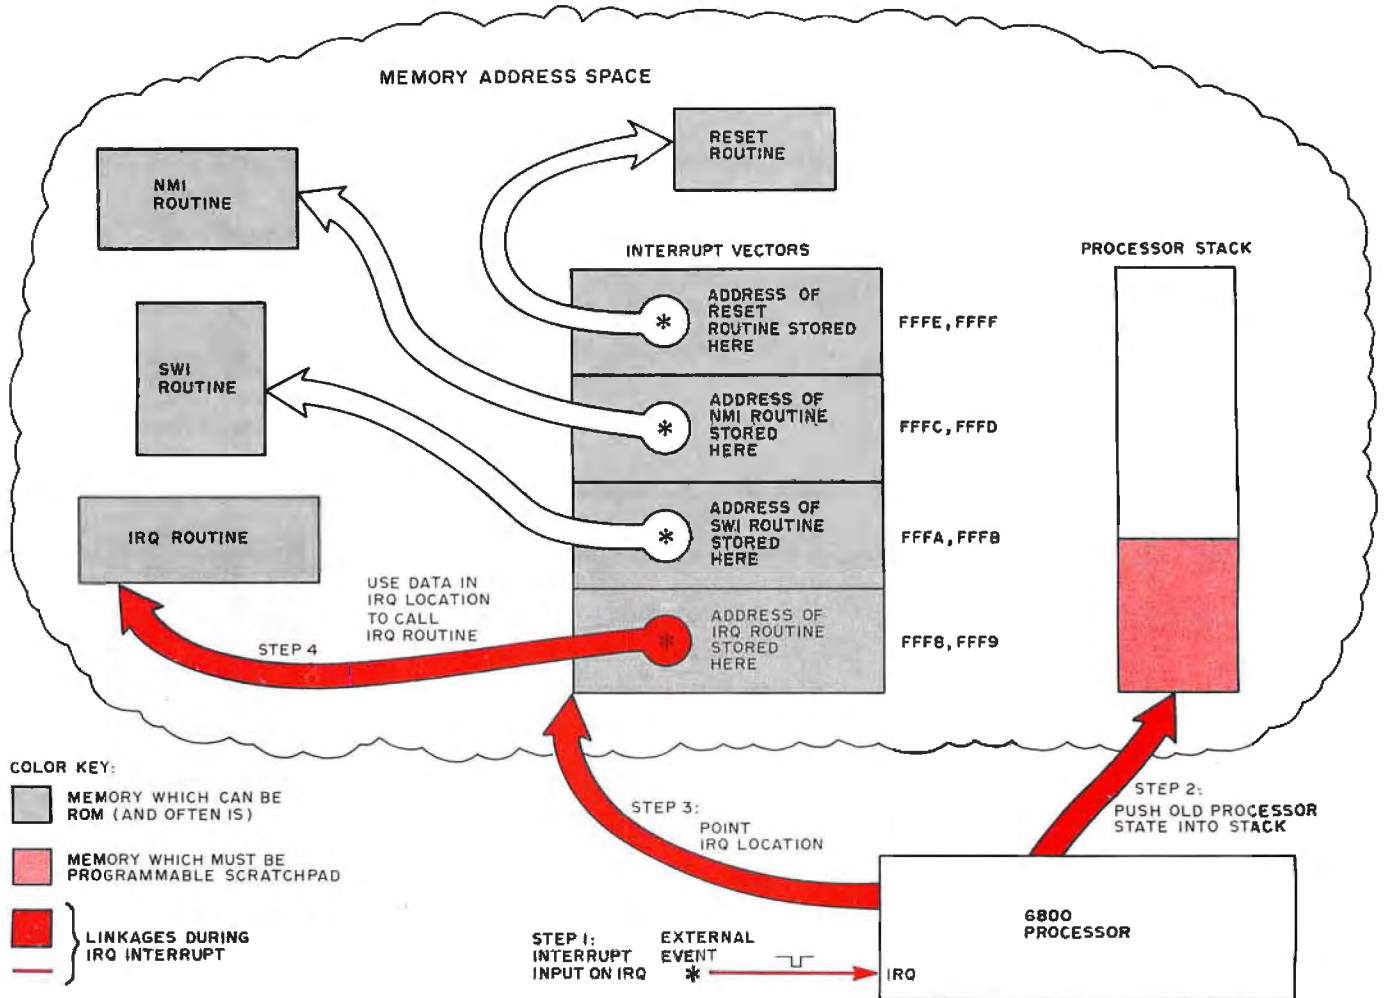 MEMORY ADDRESS SPACE
RESET
ROUTINE
NMI
ROUTINE
INTERRUPT VECTORS
PROCESSOR STACK
ADDRESS OF
RESET
ROUTINE STORED
HERE
FFFE, FFFF
SWI
ROUTINE
ADDRESS OF
NMI ROUTINE
STORED
HERE
FFFC, FFFD
ADDRESS OF
SWI ROUTINE
STORED
HERE
FFFA, FFFB
IRQ ROUTINE
USE DATA IN
IRQ LOCATION
TO CALL
IRQ ROUTINE
STEP 4
ADDRESS OF
IRQ ROUTINE
STORED
HERE
FFF8, FFF9
COLOR KEY:
MEMORY WHICH CAN BE
ROM (AND OFTEN IS)
MEMORY WHICH MUST BE
PROGRAMMABLE SCRATCHPAD
LINKAGES DURING
IRQ INTERRUPT
STEP 3:
POINT
IRQ LOCATION
STEP 2:
PUSH OLD PROCESSOR
STATE INTO STACK
6800
PROCESSOR
STEP 1:
INTERRUPT
INPUT ON IRQ
EXTERNAL
EVENT
IRQ